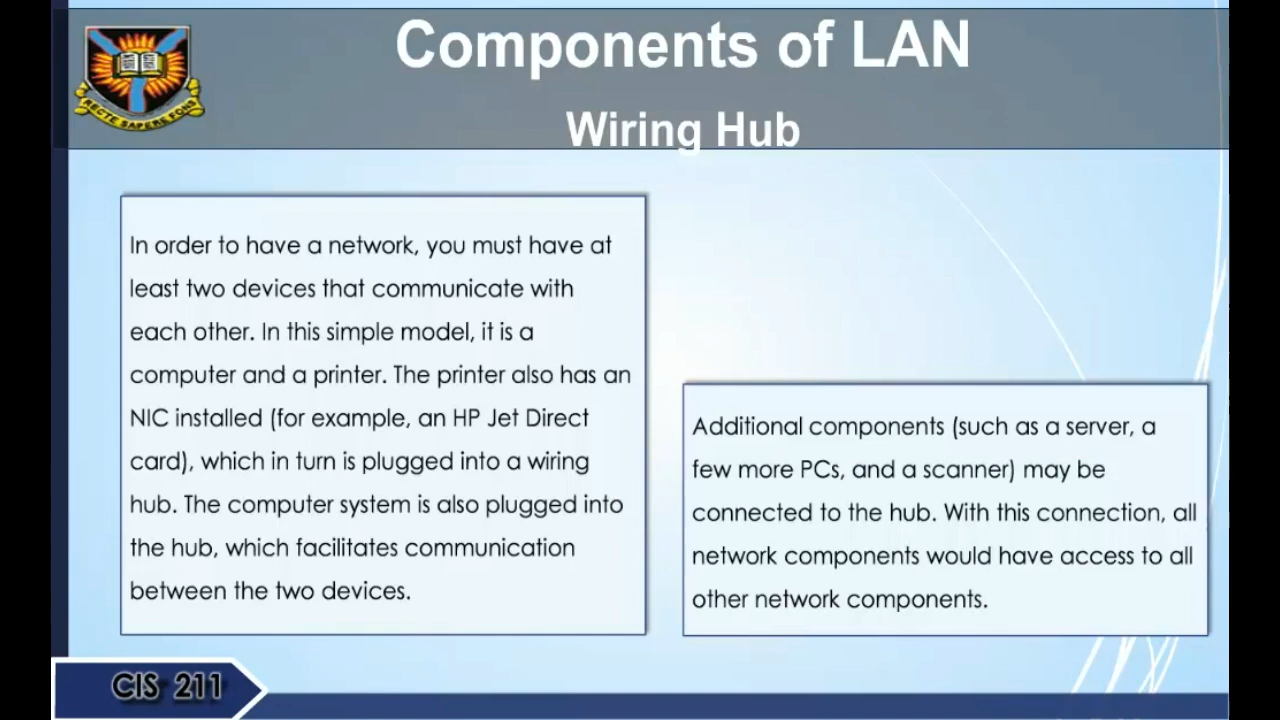 Components of LAN
Wiring Hub
RECTE SAPERE FONS
In order to have a network, you must have at
least two devices that communicate with
each other. In this simple model, it is a
computer and a printer. The printer also has an
NIC installed (for example, an HP Jet Direct
card), which in turn is plugged into a wiring
hub. The computer system is also plugged into
the hub, which facilitates communication
between the two devices.
Additional components (such as a server, a
few more PCs, and a scanner) may be
connected to the hub. With this connection, all
network components would have access to all
other network components.
CIS 211